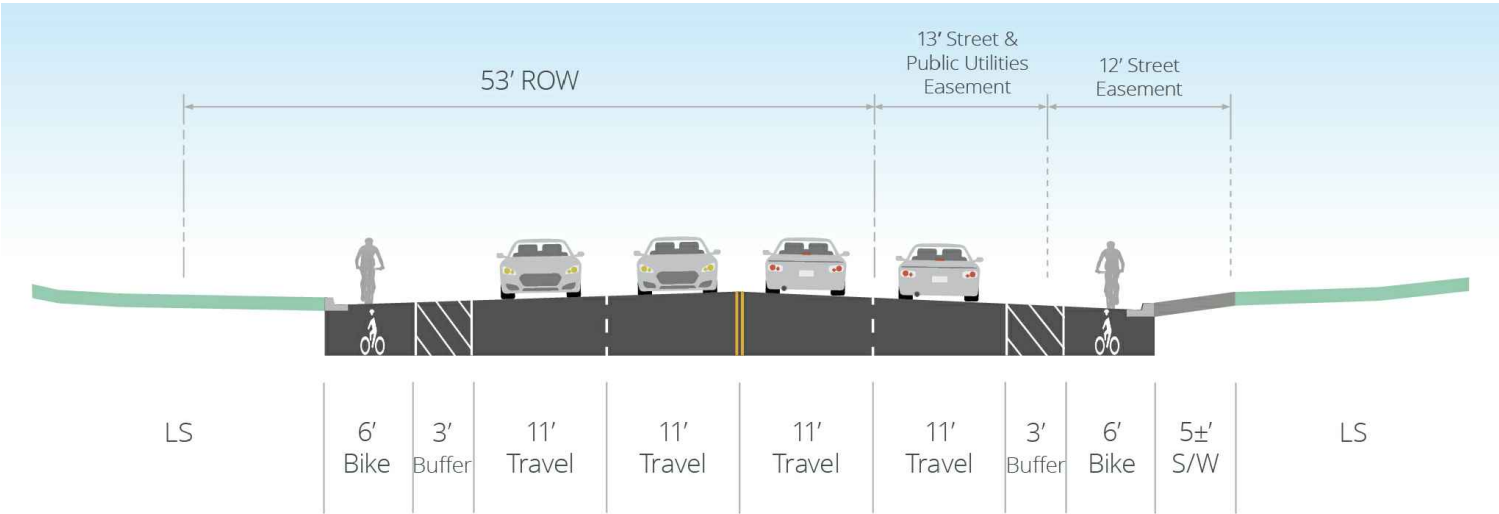 53' ROW
13' Street &
Public Utilities
Easement
12' Street
Easement
LS
6'
Bike
3'
Buffer
11'
Travel
11'
Travel
11'
Travel
11'
Travel
3'
Buffer
6'
Bike
5±'
S/W
LS